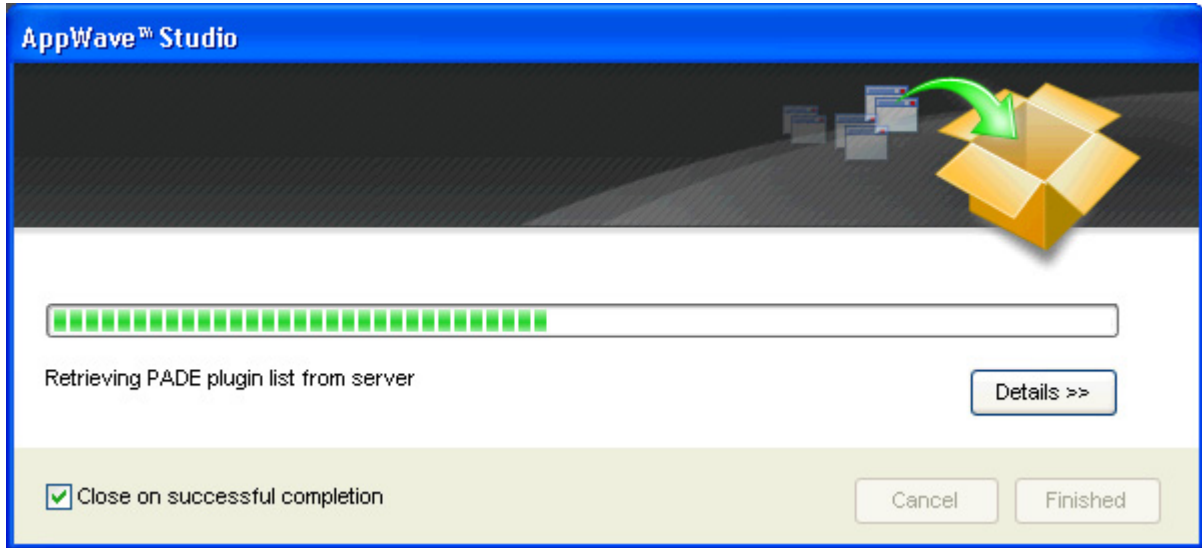 AppWave™ Studio
Retrieving PADE plugin list from server
Details >>
Close on successful completion
Cancel
Finished